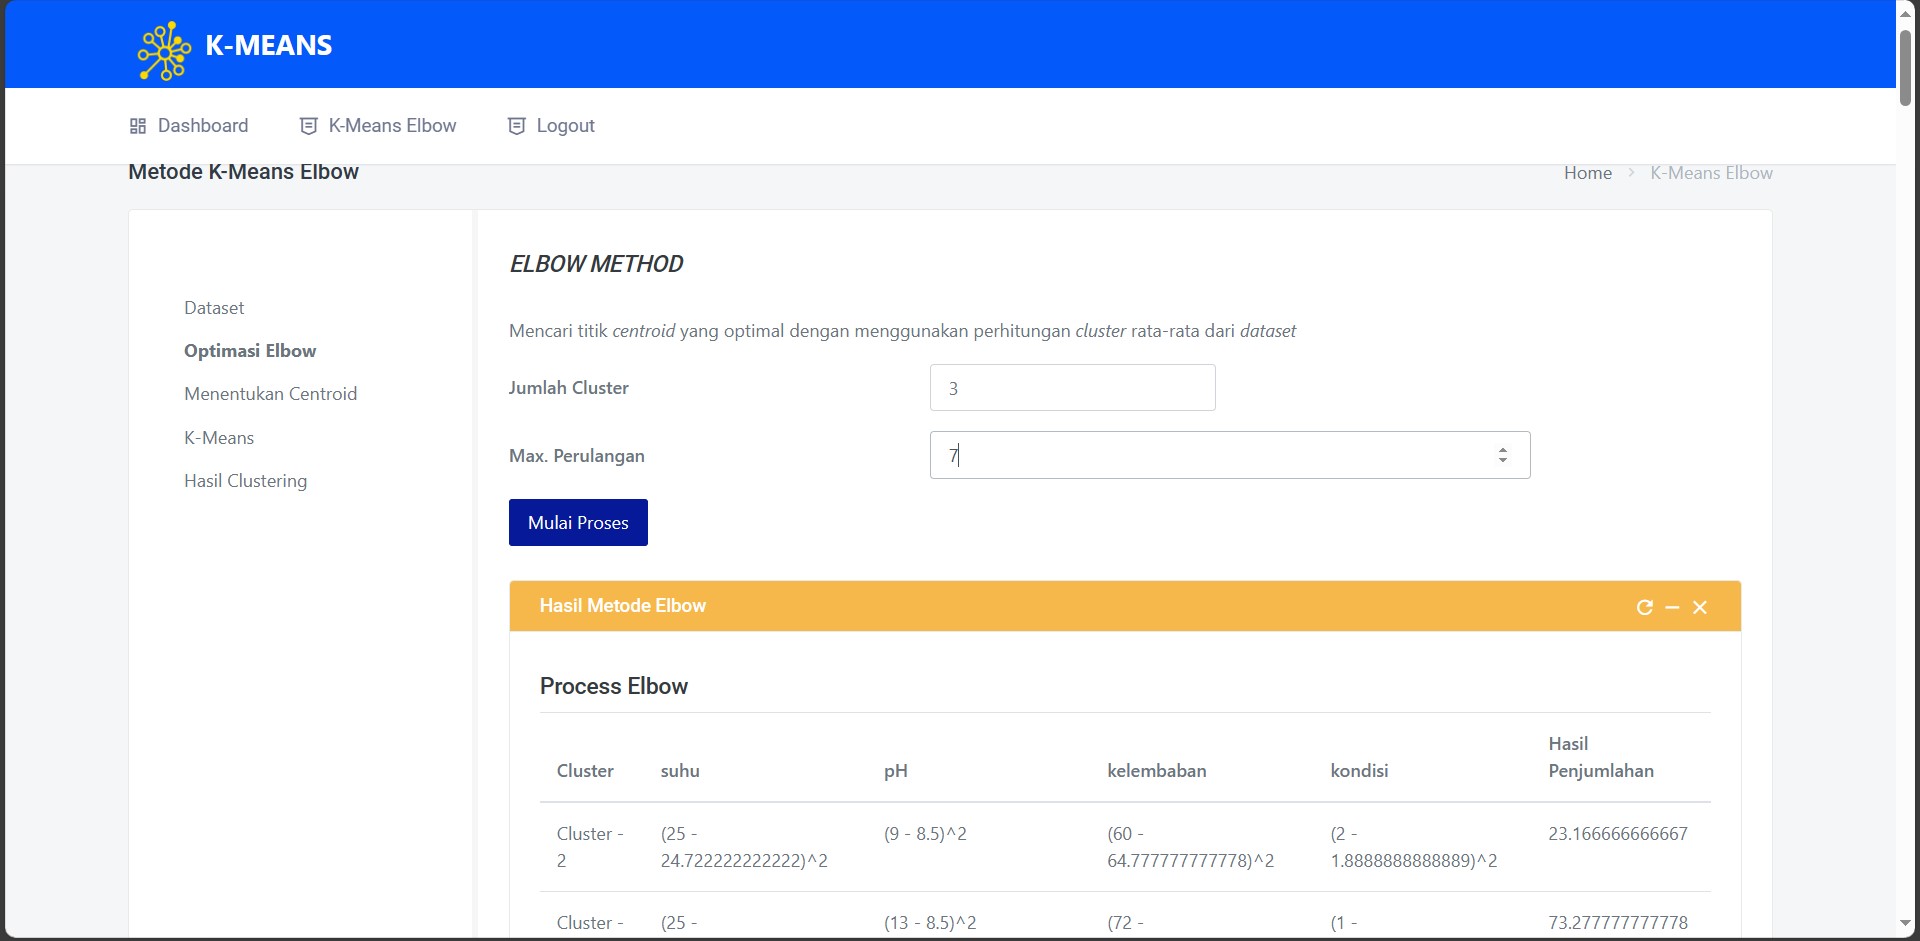 K-MEANS
Dashboard K-Means Elbow Logout
Metode K-Means Elbow
Home > K-Means Elbow
Dataset
Optimasi Elbow
Menentukan Centroid
K-Means
Hasil Clustering
ELBOW METHOD
Mencari titik centroid yang optimal dengan menggunakan perhitungan cluster rata-rata dari dataset
Jumlah Cluster 3
Max. Perulangan 7
Mulai Proses
Hasil Metode Elbow
Process Elbow
Cluster suhu pH kelembaban kondisi Hasil Penjumlahan
Cluster - 2 (25 - 24.722222222222)^2 (9 - 8.5)^2 (60 - 64.777777777778)^2 (2 - 1.8888888888889)^2 23.166666666667
Cluster - (25 - (13 - 8.5)^2 (72 - (1 - 73.277777777778